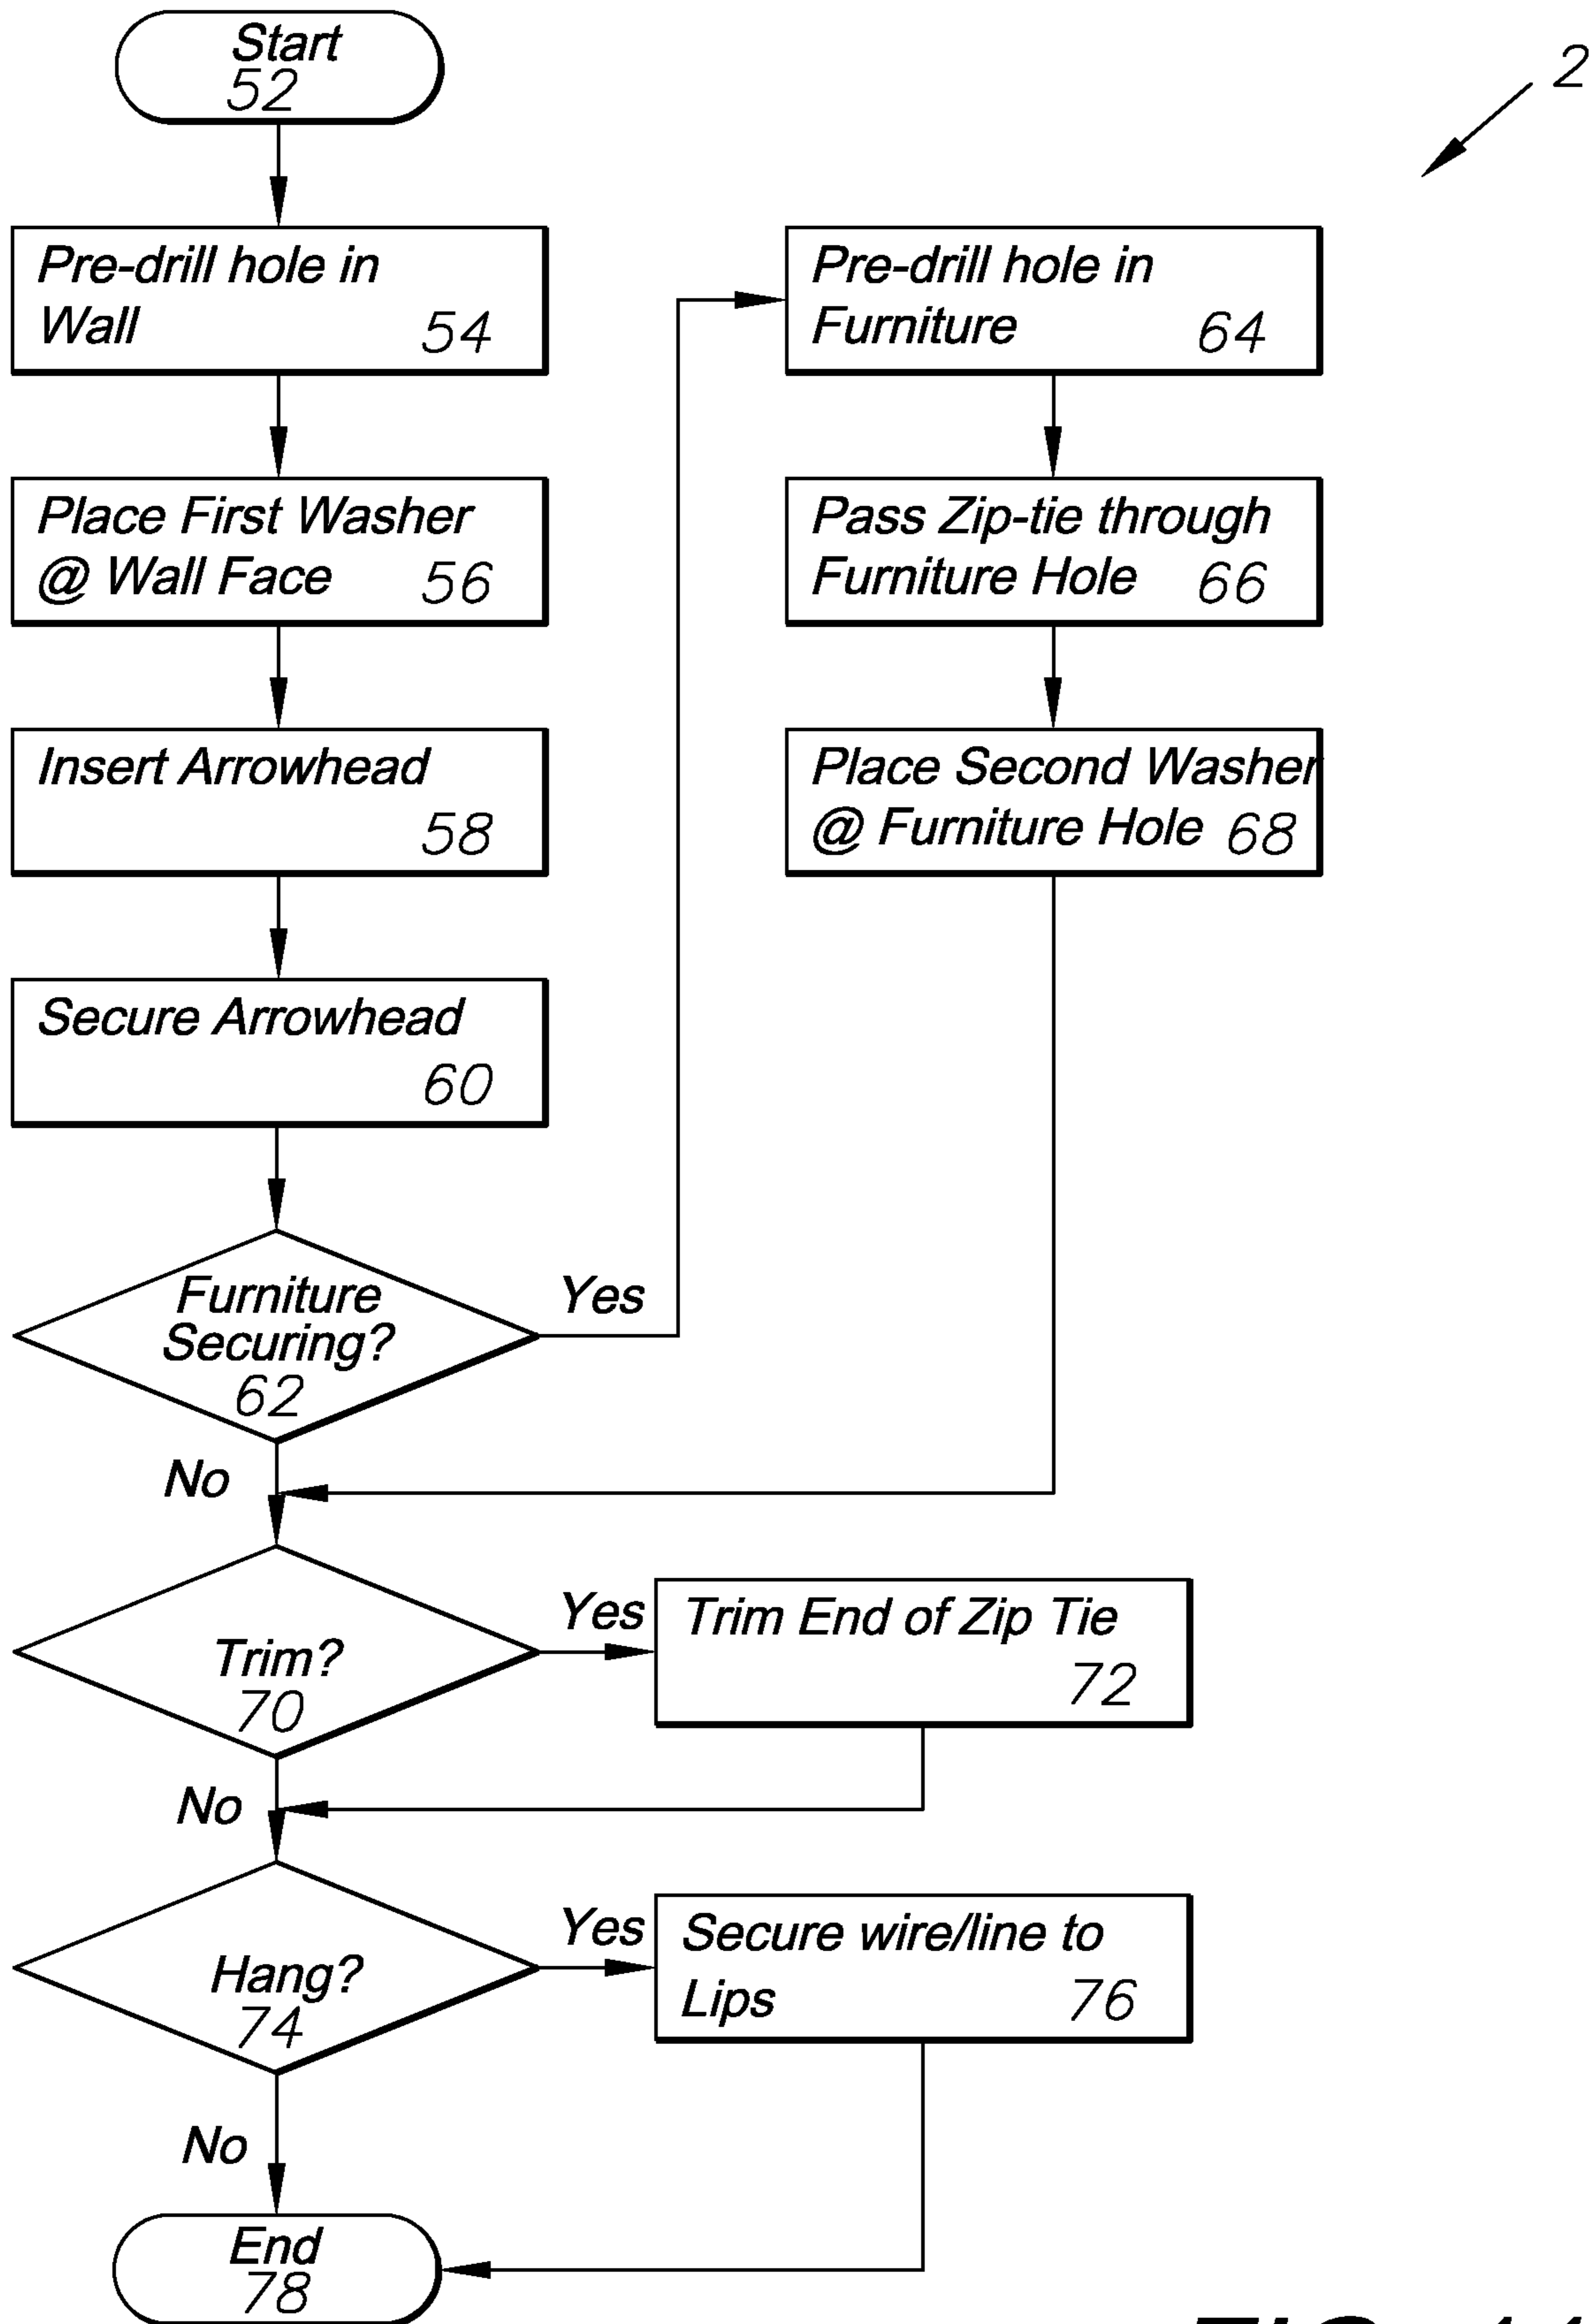 Start
52
2
Pre-drill hole in
Wall 54
Place First Washer
@ Wall Face 56
Insert Arrowhead
58
Secure Arrowhead
60
Furniture
Securing?
62
Yes
No
Pre-drill hole in
Furniture 64
Pass Zip-tie through
Furniture Hole 66
Place Second Washer
@ Furniture Hole 68
Trim?
70
Yes
No
Trim End of Zip Tie
72
Hang?
74
Yes
No
Secure wire/line to
Lips 76
End
78